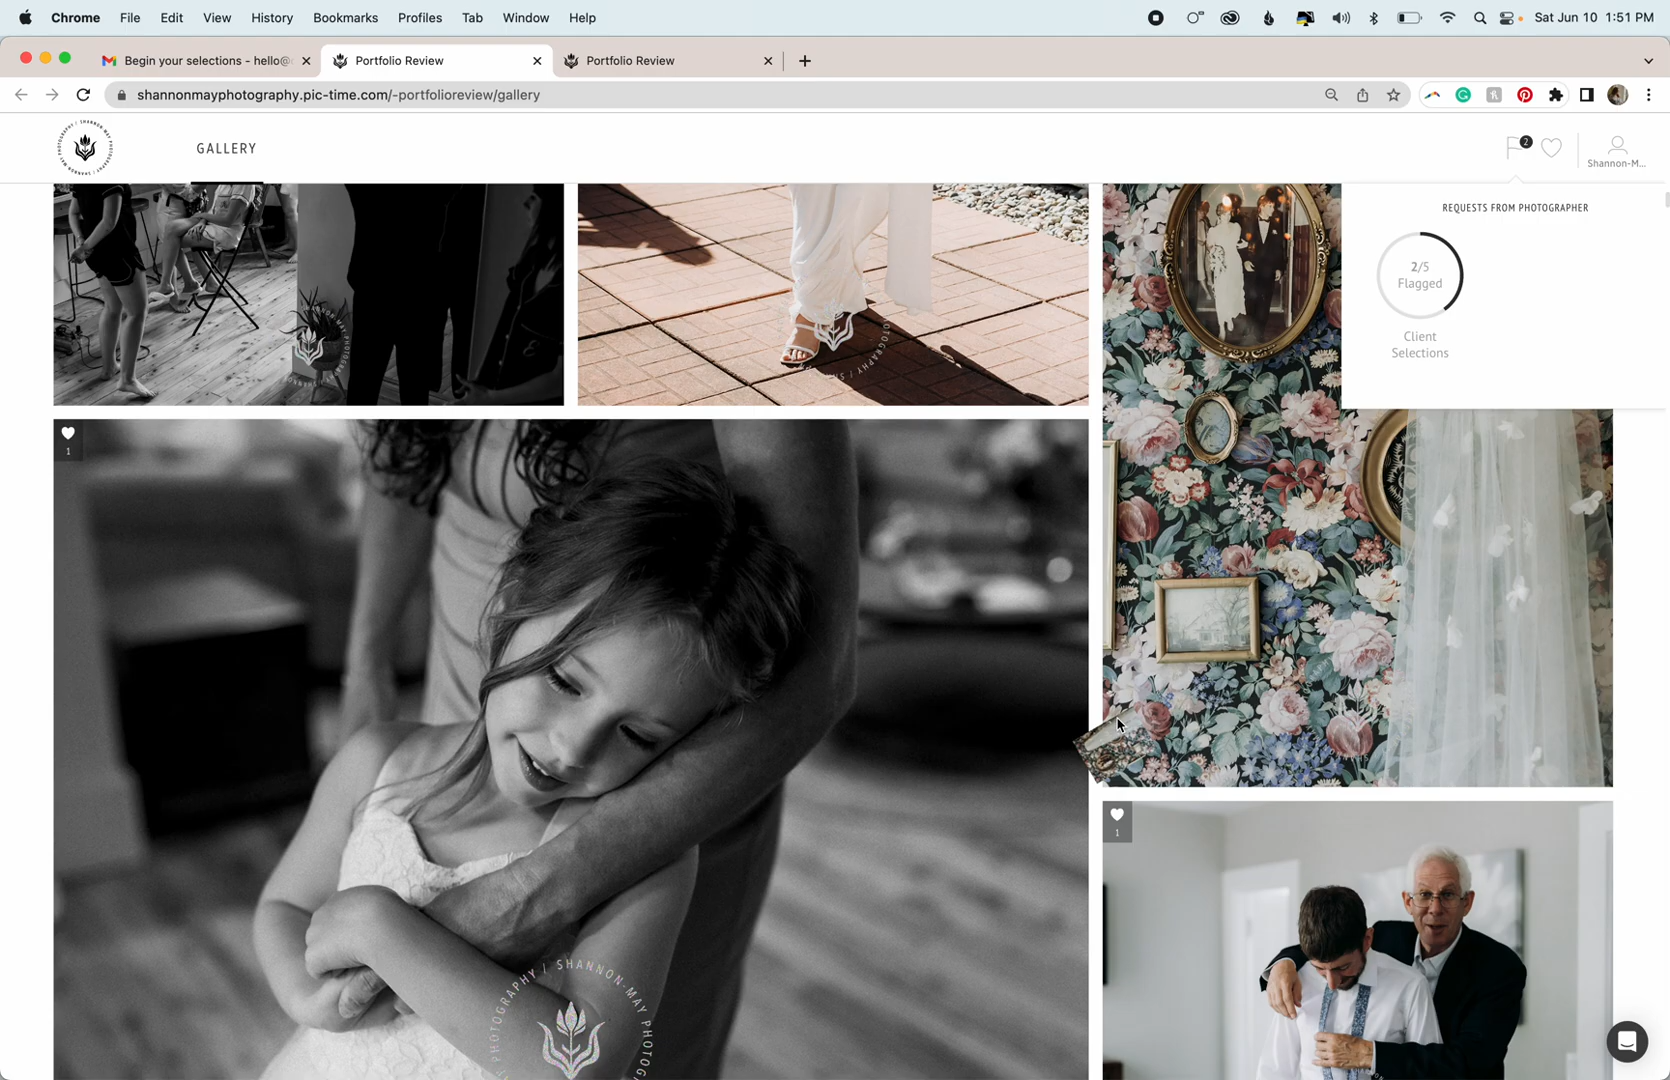 Chrome File Edit View History Bookmarks Profiles Tab Window Help Sat Jun 10 1:51 PM
Begin your selections - hello@ Portfolio Review Portfolio Review
shannonmayphotography.pic-time.com/-portfolioreview/gallery
GALLERY
2
Shannon-M...
REQUESTS FROM PHOTOGRAPHER
2/5
Flagged
Client
Selections
1
1
PHOTOGRAPHY / SHANNON-MAY PHOTOG